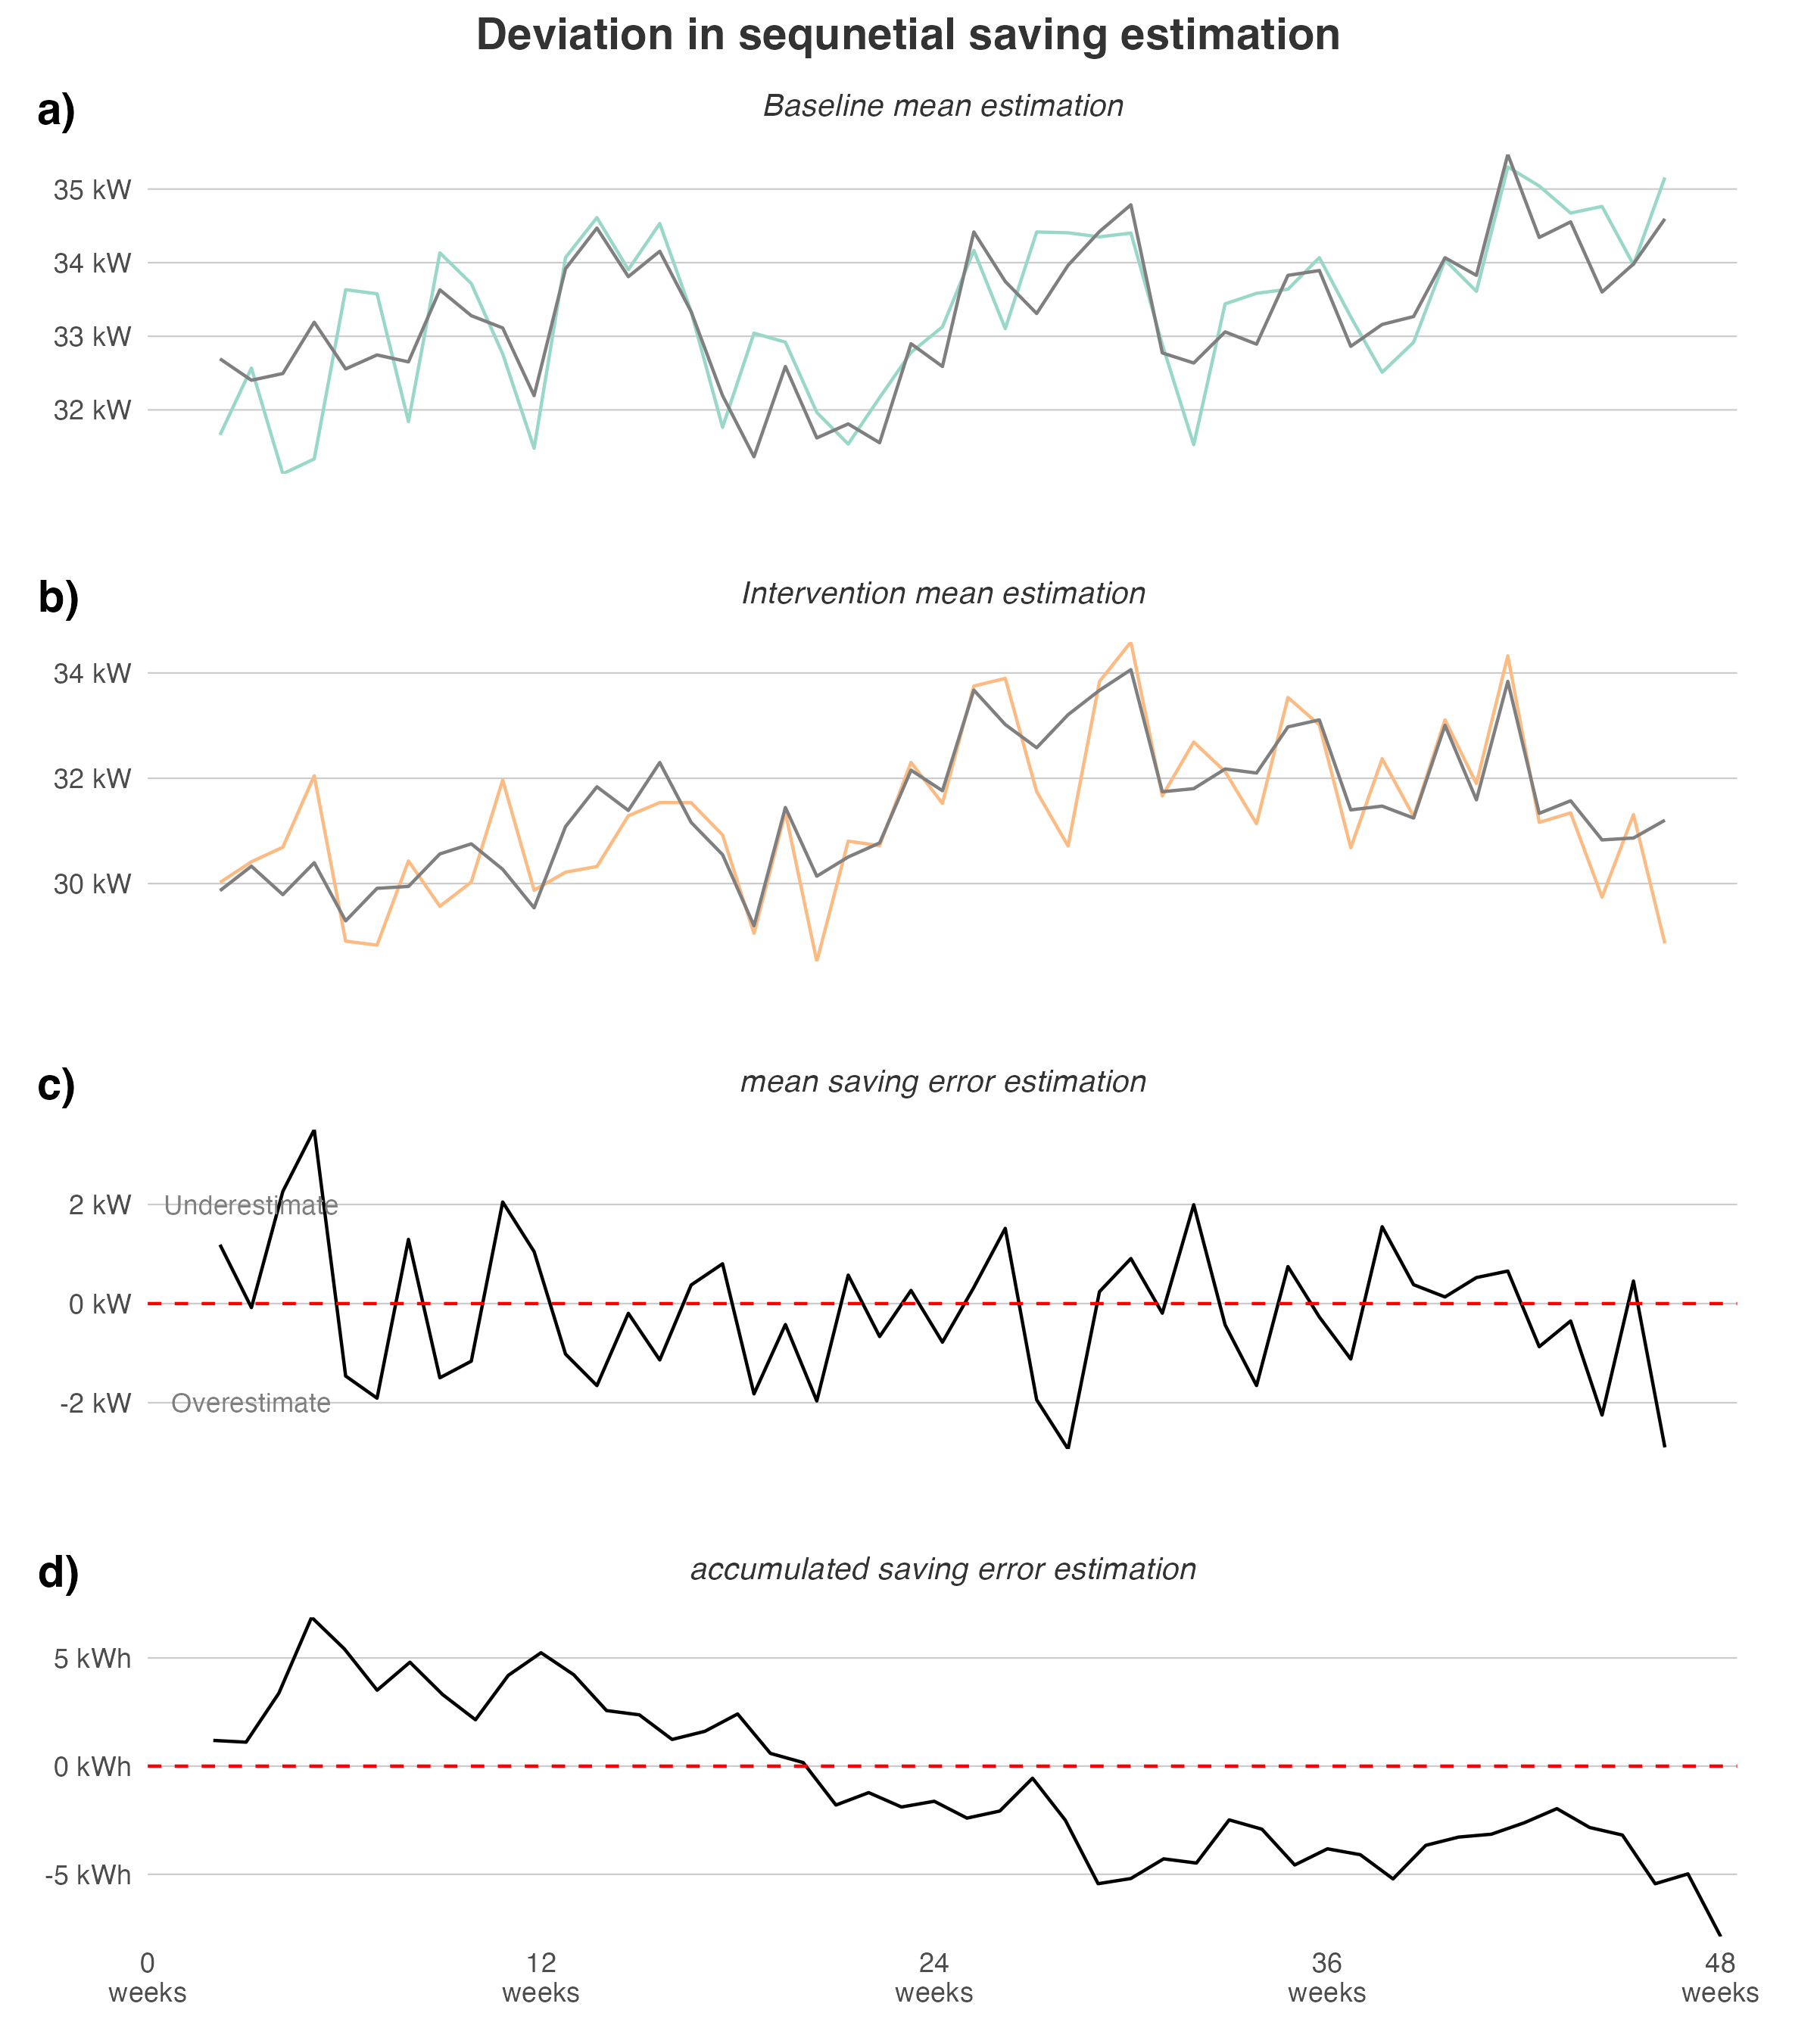 Deviation in sequnetial saving estimation
a)
Baseline mean estimation
35 kW
34 kW
33 kW
32 kW
b)
Intervention mean estimation
34 kW
32 kW
30 kW
c)
mean saving error estimation
2 kW
Underestimate
0 kW
-2 kW
Overestimate
d)
accumulated saving error estimation
5 kWh
0 kWh
-5 kWh
0 12 24 36 48
weeks weeks weeks weeks weeks